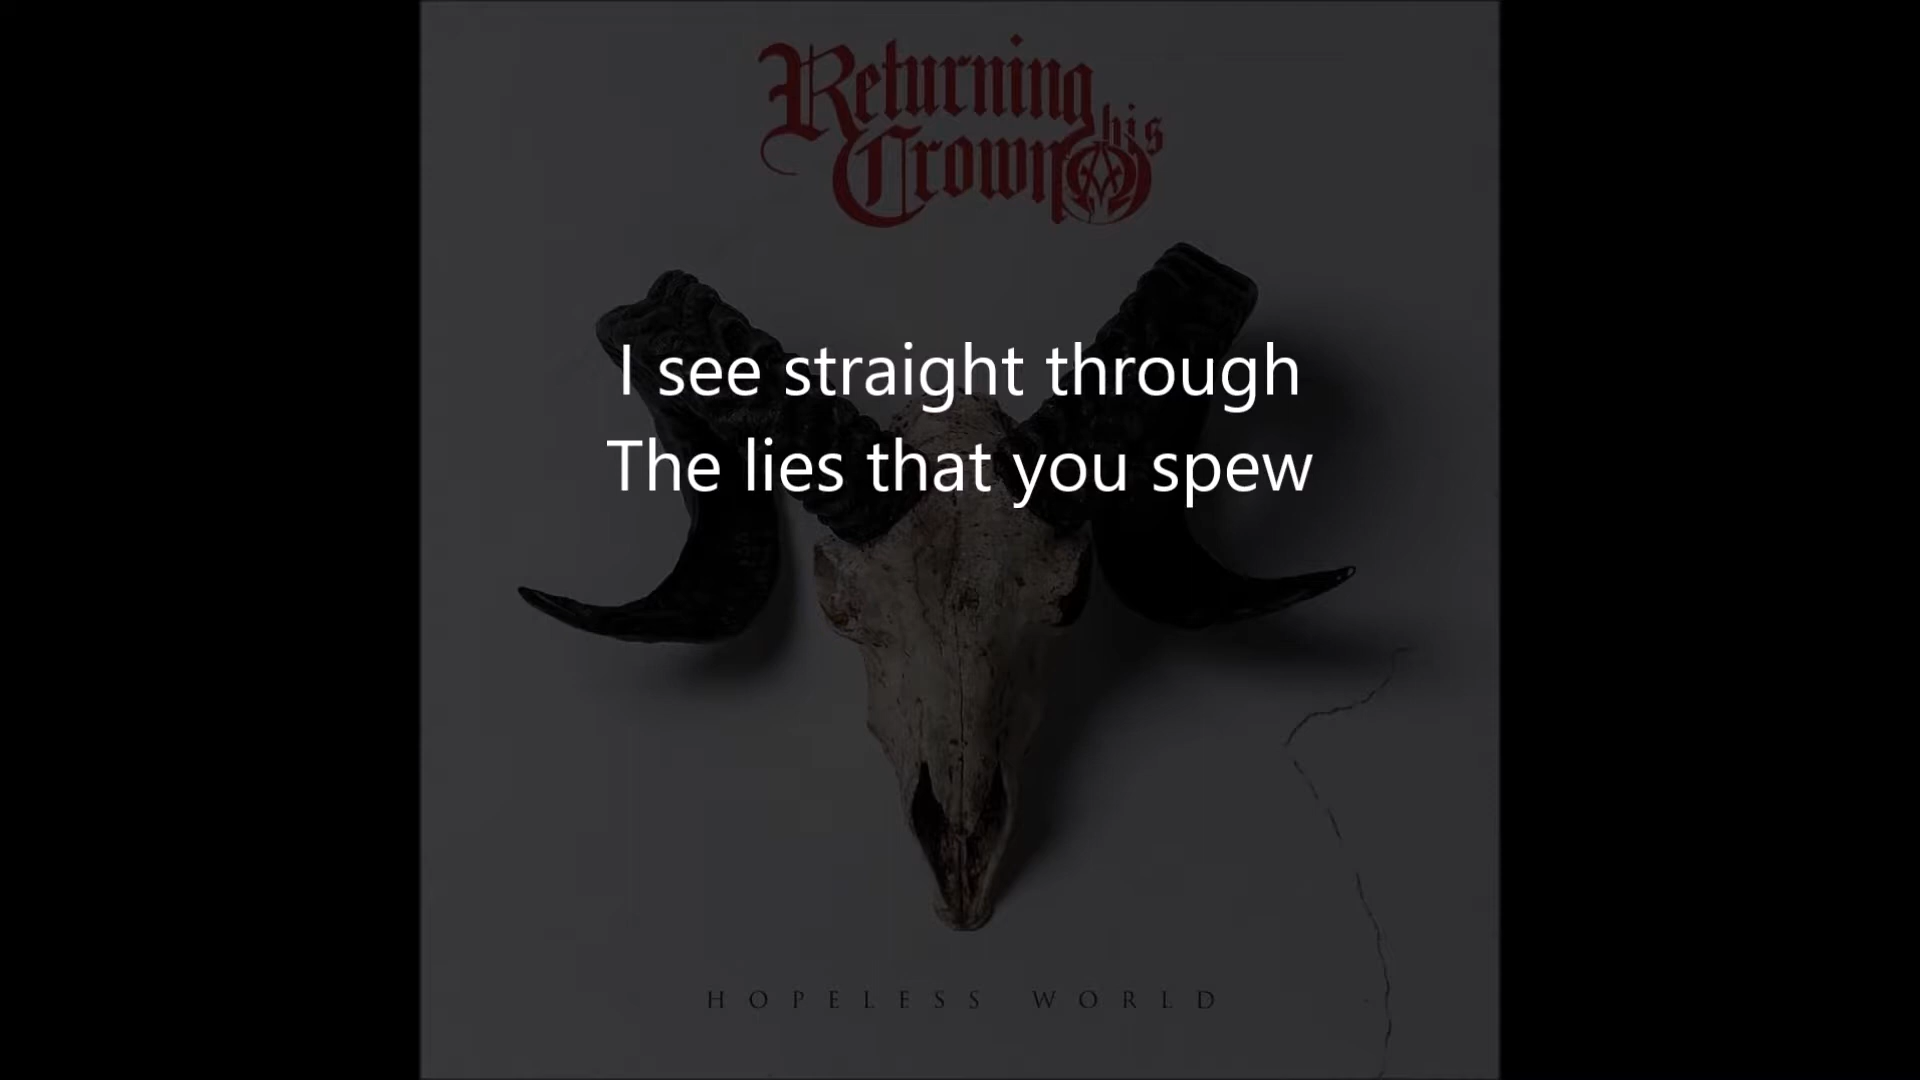 Returning his
Crown
I see straight through
The lies that you spew
HOPELESS WORLD